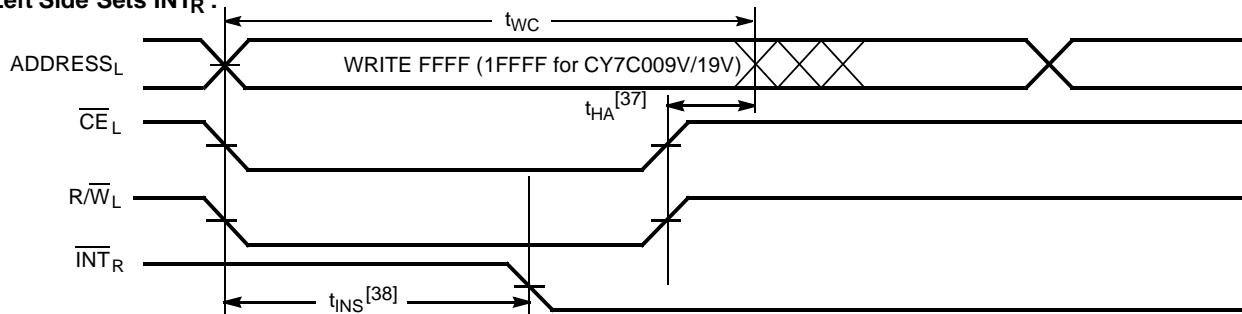 Left Side Sets INTR :
tWC
ADDRESSL
WRITE FFFF (1FFFF for CY7C009V/19V)
tHA[37]
CEL
R/WL
INTR
tINS[38]